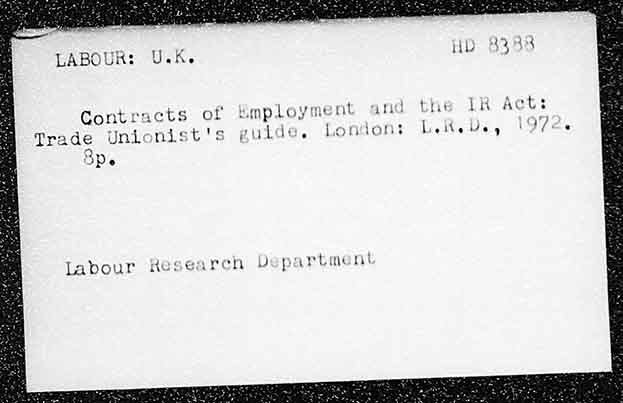 LABOUR: U.K.
HD 8388
Contracts of Employment and the IR Act:
Trade Unionist's guide. London: L.R.D., 1972.
8p.
Labour Research Department